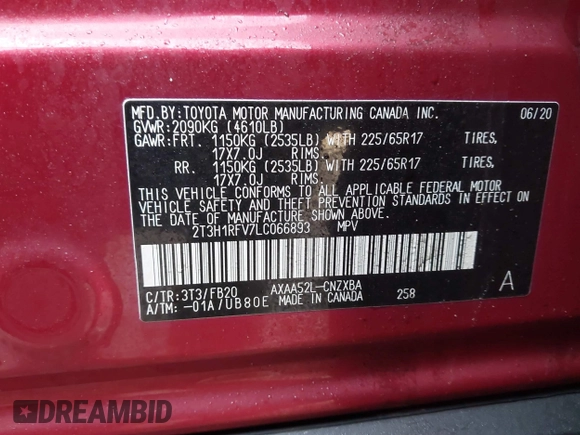 MFD.BY:TOYOTA MOTOR MANUFACTURING CANADA INC. 06/20
GVWR:2090KG (4610LB)
GAWR:FRT. 1150KG (2535LB) WITH 225/65R17 TIRES,
17X7.0J RIMS.
RR. 1150KG (2535LB) WITH 225/65R17 TIRES,
17X7.0J RIMS.
THIS VEHICLE CONFORMS TO ALL APPLICABLE FEDERAL MOTOR
VEHICLE SAFETY AND THEFT PREVENTION STANDARDS IN EFFECT ON
THE DATE OF MANUFACTURE SHOWN ABOVE.
2T3H1RFV7LC066893 MPV
C/TR:3T3/FB20 AXAA52L-CNZXBA A
A/TM: -01A/UB80E MADE IN CANADA 258
DREAMBID